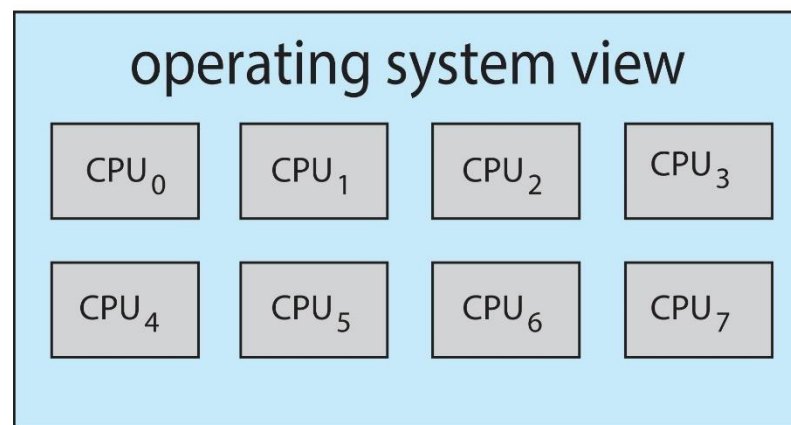 operating system view
CPU₀ CPU₁ CPU₂ CPU₃
CPU₄ CPU₅ CPU₆ CPU₇